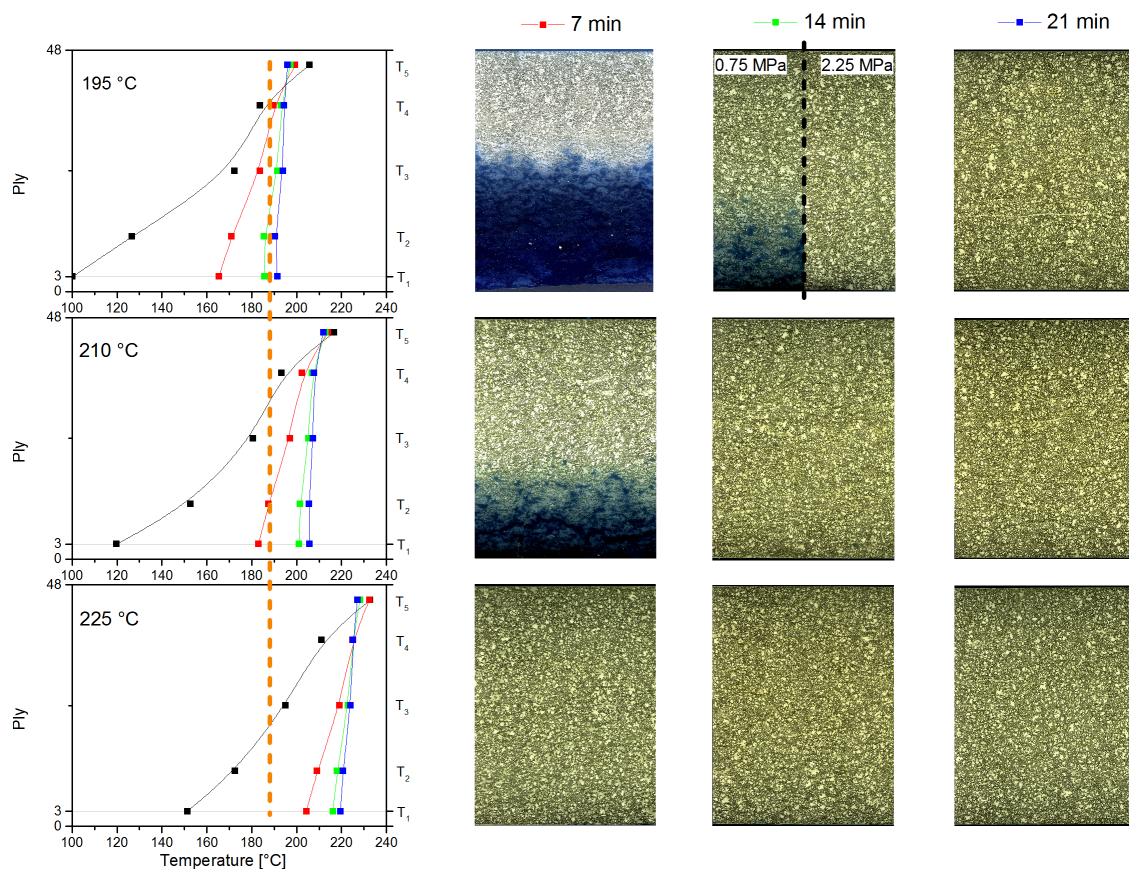 7 min
14 min
21 min
48
195 °C
Ply
3
0
T5
T4
T3
T2
T1
100 120 140 160 180 200 220 240
0.75 MPa
2.25 MPa
48
210 °C
Ply
3
0
T5
T4
T3
T2
T1
100 120 140 160 180 200 220 240
48
225 °C
Ply
3
0
T5
T4
T3
T2
T1
100 120 140 160 180 200 220 240
Temperature [°C]